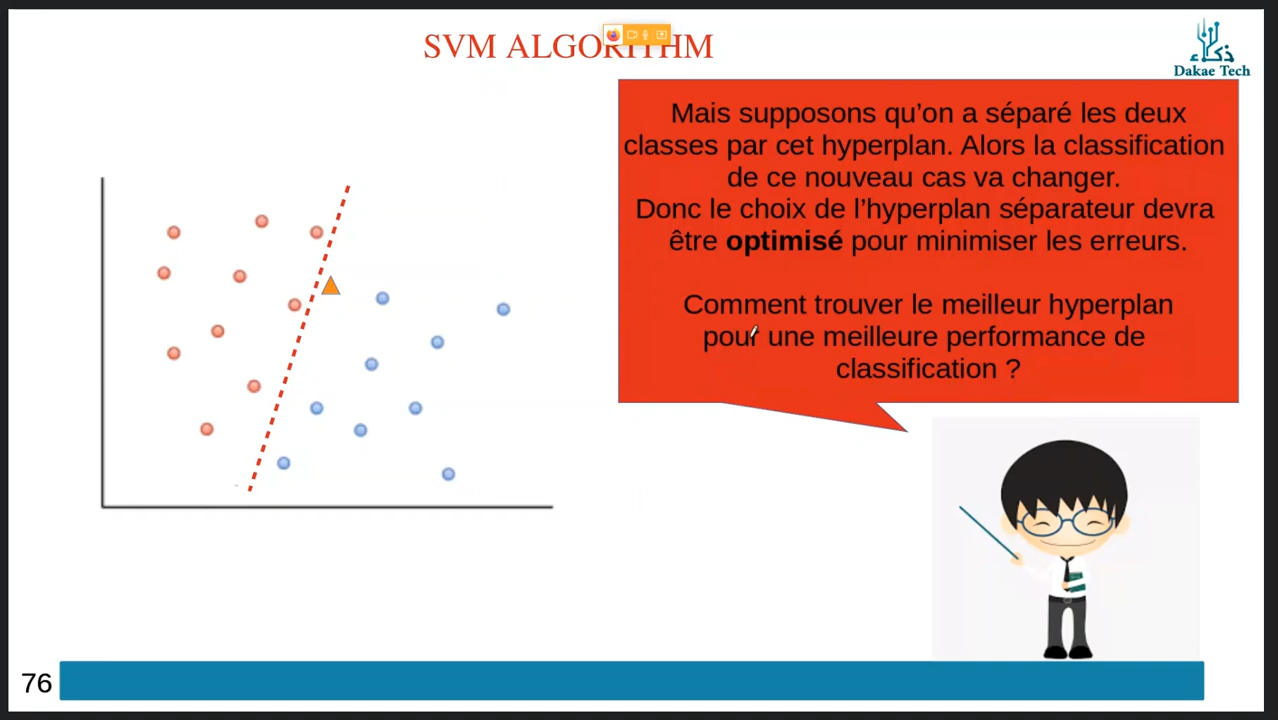 SVM ALGORITHM
ذكاء
Dakae Tech
Mais supposons qu’on a séparé les deux
classes par cet hyperplan. Alors la classification
de ce nouveau cas va changer.
Donc le choix de l’hyperplan séparateur devra
être optimisé pour minimiser les erreurs.
Comment trouver le meilleur hyperplan
pour une meilleure performance de
classification ?
76